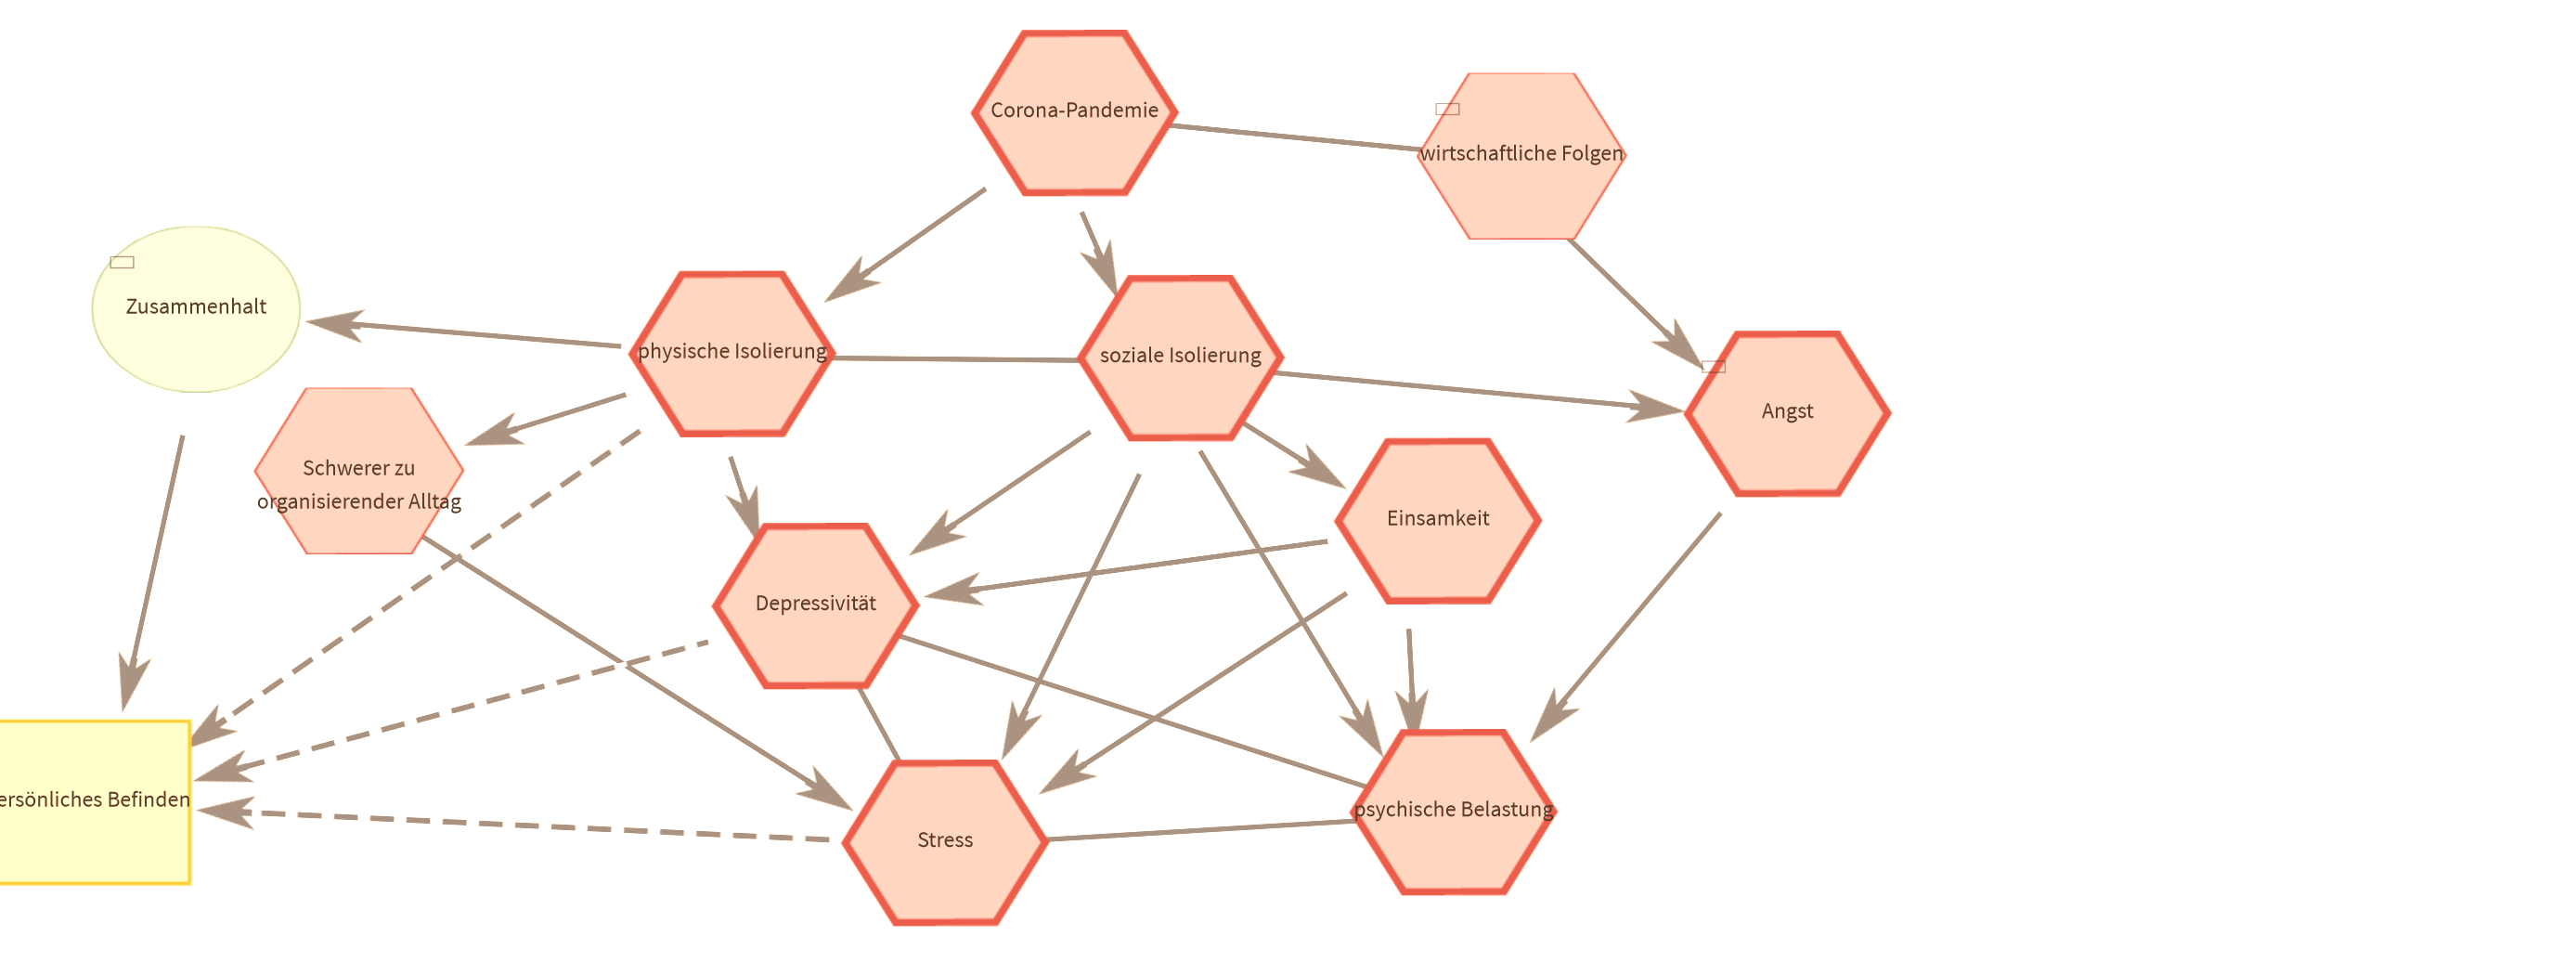 Corona-Pandemie
wirtschaftliche Folgen
Zusammenhalt
physische Isolierung
soziale Isolierung
Angst
Schwerer zu
organisierender Alltag
Einsamkeit
Depressivität
ersönliches Befinden
psychische Belastung
Stress